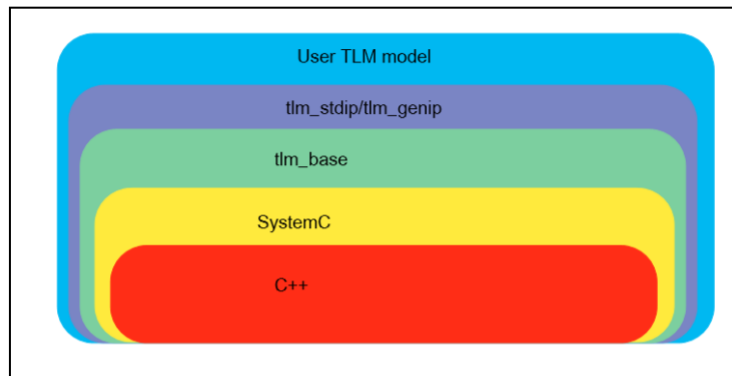 User TLM model
tlm_stdip/tlm_genip
tlm_base
SystemC
C++